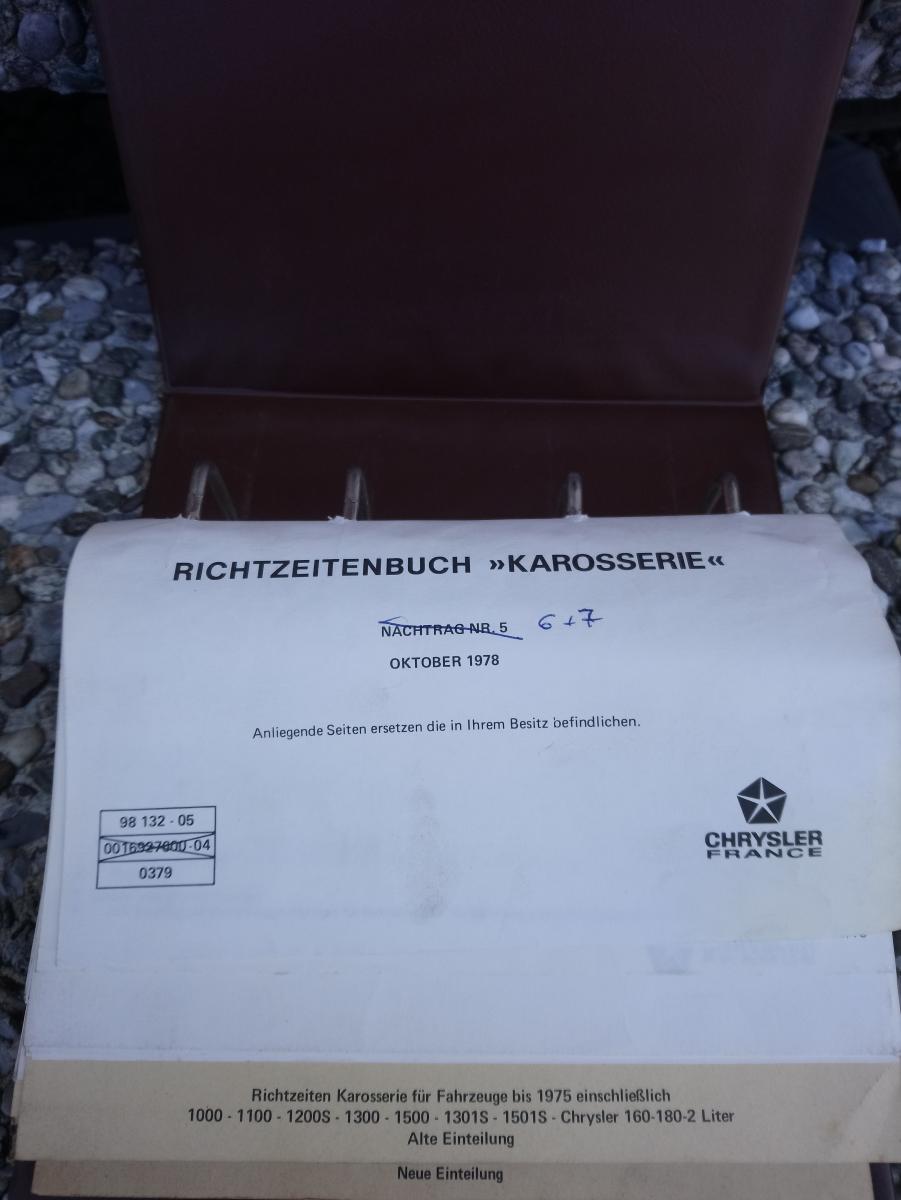 RICHTZEITENBUCH »KAROSSERIE«
NACHTRAG NR. 5 6+7
OKTOBER 1978
Anliegende Seiten ersetzen die in Ihrem Besitz befindlichen.
98 132 - 05
0016927600-04
0379
CHRYSLER
FRANCE
Richtzeiten Karosserie für Fahrzeuge bis 1975 einschließlich
1000 - 1100 - 1200S - 1300 - 1500 - 1301S - 1501S - Chrysler 160-180-2 Liter
Alte Einteilung
Neue Einteilung